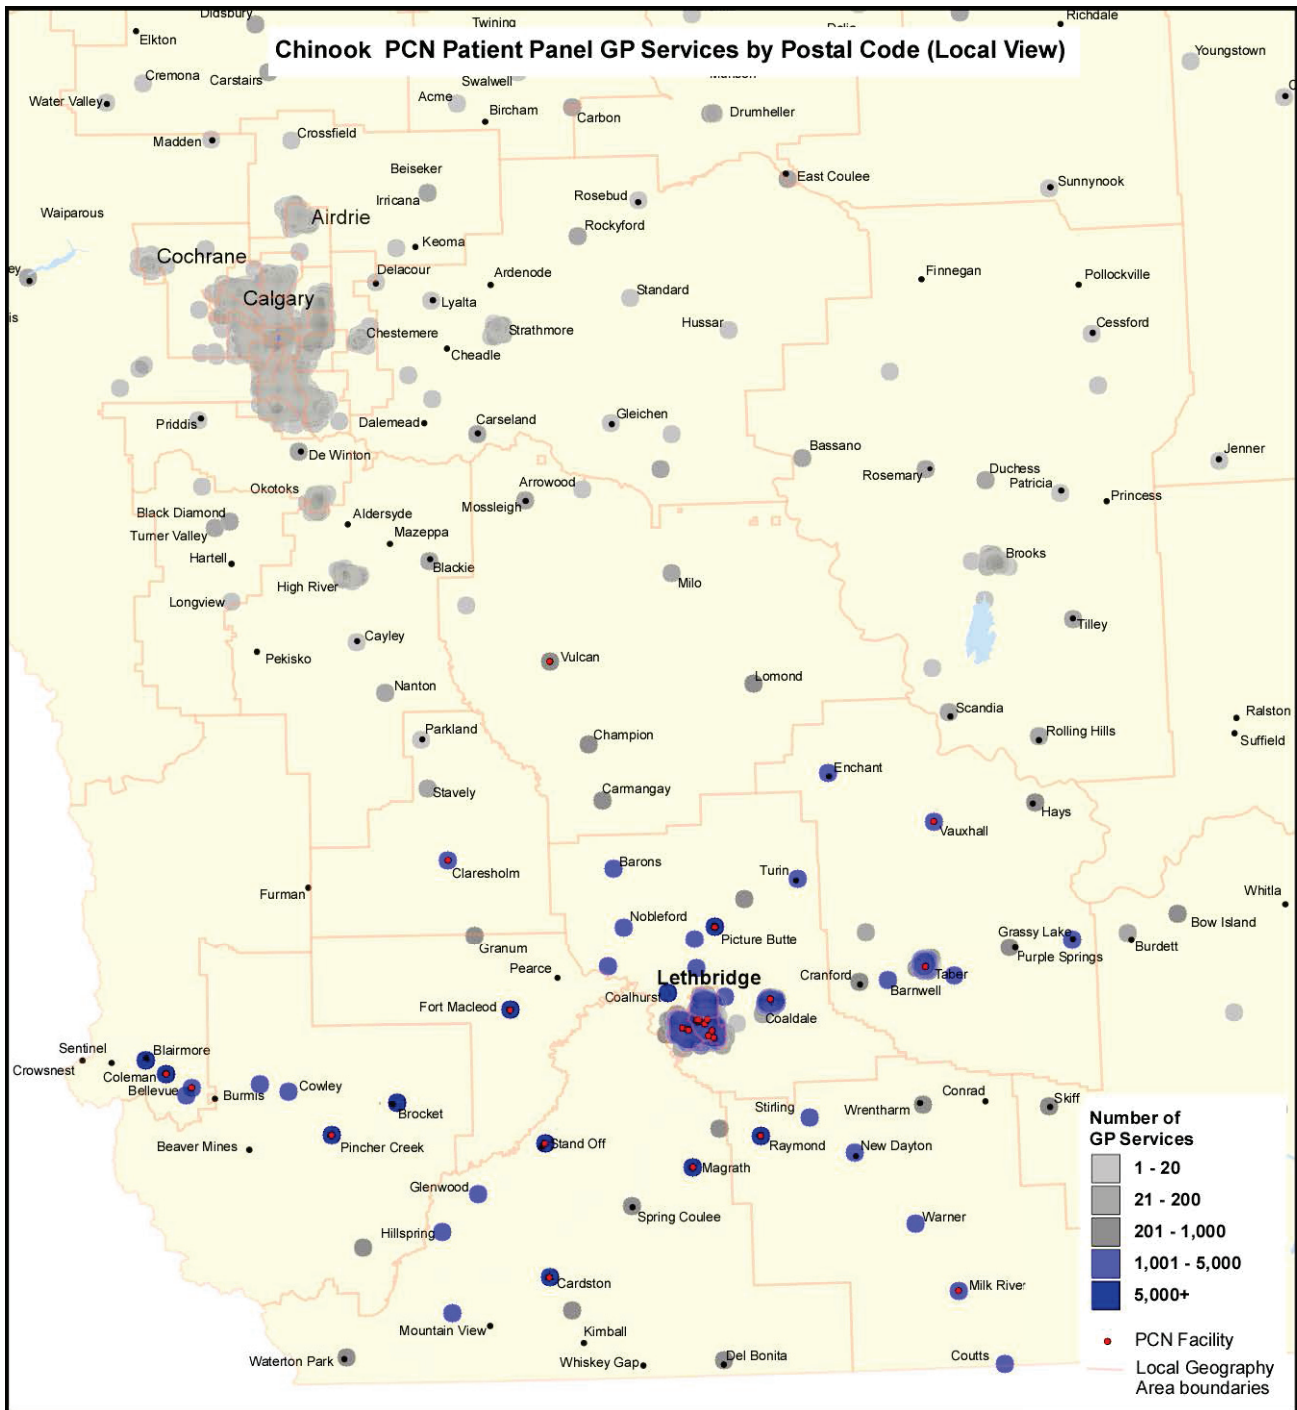 Didsbury
Twining
Richdale
Elkton
Chinook PCN Patient Panel GP Services by Postal Code (Local View)
Youngstown
Cremona
Carstairs
Swalwell
Water Valley
Acme
Bircham
Carbon
Drumheller
Madden
Crossfield
Beiseker
East Coulee
Sunnynook
Irricana
Rosebud
Waiparous
Airdrie
Rockyford
Keoma
Cochrane
Delacour
Ardenode
Finnegan
Pollockville
Calgary
Lyalta
Standard
Hussar
Cessford
Chestemere
Strathmore
Cheadle
Priddis
Dalemead
Carseland
Gleichen
De Winton
Bassano
Jenner
Rosemary
Duchess
Patricia
Princess
Okotoks
Arrowood
Mossleigh
Black Diamond
Turner Valley
Aldersyde
Mazeppa
Hartell
Blackie
Brooks
High River
Milo
Longview
Tilley
Cayley
Pekisko
Vulcan
Nanton
Lomond
Scandia
Ralston
Parkland
Champion
Rolling Hills
Suffield
Enchant
Stavely
Carmangay
Hays
Vauxhall
Claresholm
Barons
Turin
Furman
Whitla
Nobleford
Picture Butte
Grassy Lake
Bow Island
Granum
Purple Springs
Burdett
Pearce
Lethbridge
Cranford
Taber
Barnwell
Coalhurst
Fort Macleod
Coaldale
Sentinel
Blairmore
Crowsnest
Coleman
Bellevue
Burmis
Cowley
Brocket
Stirling
Wrentharm
Conrad
Skiff
Beaver Mines
Pincher Creek
Stand Off
Raymond
New Dayton
Magrath
Glenwood
Spring Coulee
Warner
Hillspring
Cardston
Milk River
Mountain View
Kimball
Waterton Park
Whiskey Gap
Del Bonita
Coutts
Number of
GP Services
1 - 20
21 - 200
201 - 1,000
1,001 - 5,000
5,000+
PCN Facility
Local Geography
Area boundaries